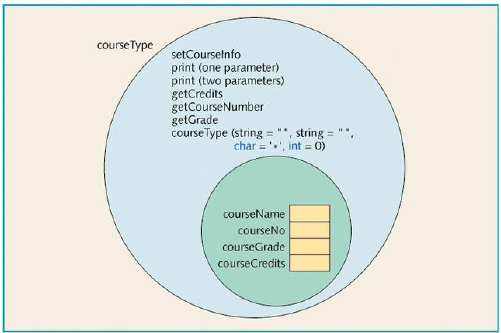 courseType
setCourseInfo
print (one parameter)
print (two parameters)
getCredits
getCourseNumber
getGrade
courseType (string = "", string = "",
char = '*', int = 0)
courseName
courseNo
courseGrade
courseCredits